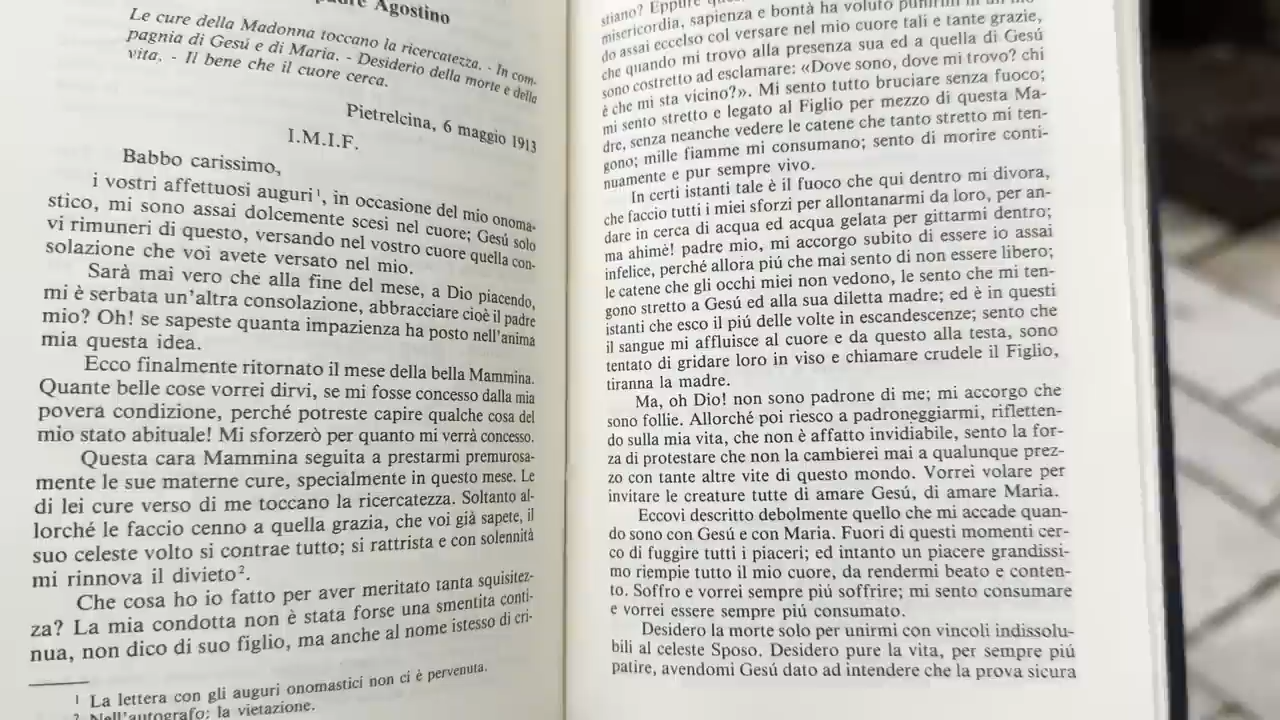 padre Agostino
Le cure della Madonna toccano la ricercatezza. - In com-
pagnia di Gesú e di Maria. - Desiderio della morte e della
vita. - Il bene che il cuore cerca.
Pietrelcina, 6 maggio 1913
I.M.I.F.
Babbo carissimo,
i vostri affettuosi auguri¹, in occasione del mio onoma-
stico, mi sono assai dolcemente scesi nel cuore; Gesú solo
vi rimuneri di questo, versando nel vostro cuore quella con-
solazione che voi avete versato nel mio.
Sarà mai vero che alla fine del mese, a Dio piacendo,
mi è serbata un'altra consolazione, abbracciare cioè il padre
mio? Oh! se sapeste quanta impazienza ha posto nell'anima
mia questa idea.
Ecco finalmente ritornato il mese della bella Mammina.
Quante belle cose vorrei dirvi, se mi fosse concesso dalla mia
povera condizione, perché potreste capire qualche cosa del
mio stato abituale! Mi sforzerò per quanto mi verrà concesso.
Questa cara Mammina seguita a prestarmi premurosa-
mente le sue materne cure, specialmente in questo mese. Le
di lei cure verso di me toccano la ricercatezza. Soltanto al-
lorché le faccio cenno a quella grazia, che voi già sapete, il
suo celeste volto si contrae tutto; si rattrista e con solennità
mi rinnova il divieto².
Che cosa ho io fatto per aver meritato tanta squisitez-
za? La mia condotta non è stata forse una smentita conti-
nua, non dico di suo figlio, ma anche al nome istesso di cri-
¹ La lettera con gli auguri onomastici non ci è pervenuta.
² Nell'autografo: la vietazione.
stiano? Eppure
misericordia, sapienza e bontà ha voluto punirmi in un mo-
do assai eccelso col versare nel mio cuore tali e tante grazie,
che quando mi trovo alla presenza sua ed a quella di Gesú
sono costretto ad esclamare: «Dove sono, dove mi trovo? chi
è che mi sta vicino?». Mi sento tutto bruciare senza fuoco;
mi sento stretto e legato al Figlio per mezzo di questa Ma-
dre, senza neanche vedere le catene che tanto stretto mi ten-
gono; mille fiamme mi consumano; sento di morire conti-
nuamente e pur sempre vivo.
In certi istanti tale è il fuoco che qui dentro mi divora,
che faccio tutti i miei sforzi per allontanarmi da loro, per an-
dare in cerca di acqua ed acqua gelata per gittarmi dentro;
ma ahimè! padre mio, mi accorgo subito di essere io assai
infelice, perché allora piú che mai sento di non essere libero;
le catene che gli occhi miei non vedono, le sento che mi ten-
gono stretto a Gesú ed alla sua diletta madre; ed è in questi
istanti che esco il piú delle volte in escandescenze; sento che
il sangue mi affluisce al cuore e da questo alla testa, sono
tentato di gridare loro in viso e chiamare crudele il Figlio,
tiranna la madre.
Ma, oh Dio! non sono padrone di me; mi accorgo che
sono follie. Allorché poi riesco a padroneggiarmi, rifletten-
do sulla mia vita, che non è affatto invidiabile, sento la for-
za di protestare che non la cambierei mai a qualunque prez-
zo con tante altre vite di questo mondo. Vorrei volare per
invitare le creature tutte di amare Gesú, di amare Maria.
Eccovi descritto debolmente quello che mi accade quan-
do sono con Gesú e con Maria. Fuori di questi momenti cer-
co di fuggire tutti i piaceri; ed intanto un piacere grandissi-
mo riempie tutto il mio cuore, da rendermi beato e conten-
to. Soffro e vorrei sempre piú soffrire; mi sento consumare
e vorrei essere sempre piú consumato.
Desidero la morte solo per unirmi con vincoli indissolu-
bili al celeste Sposo. Desidero pure la vita, per sempre piú
patire, avendomi Gesú dato ad intendere che la prova sicura